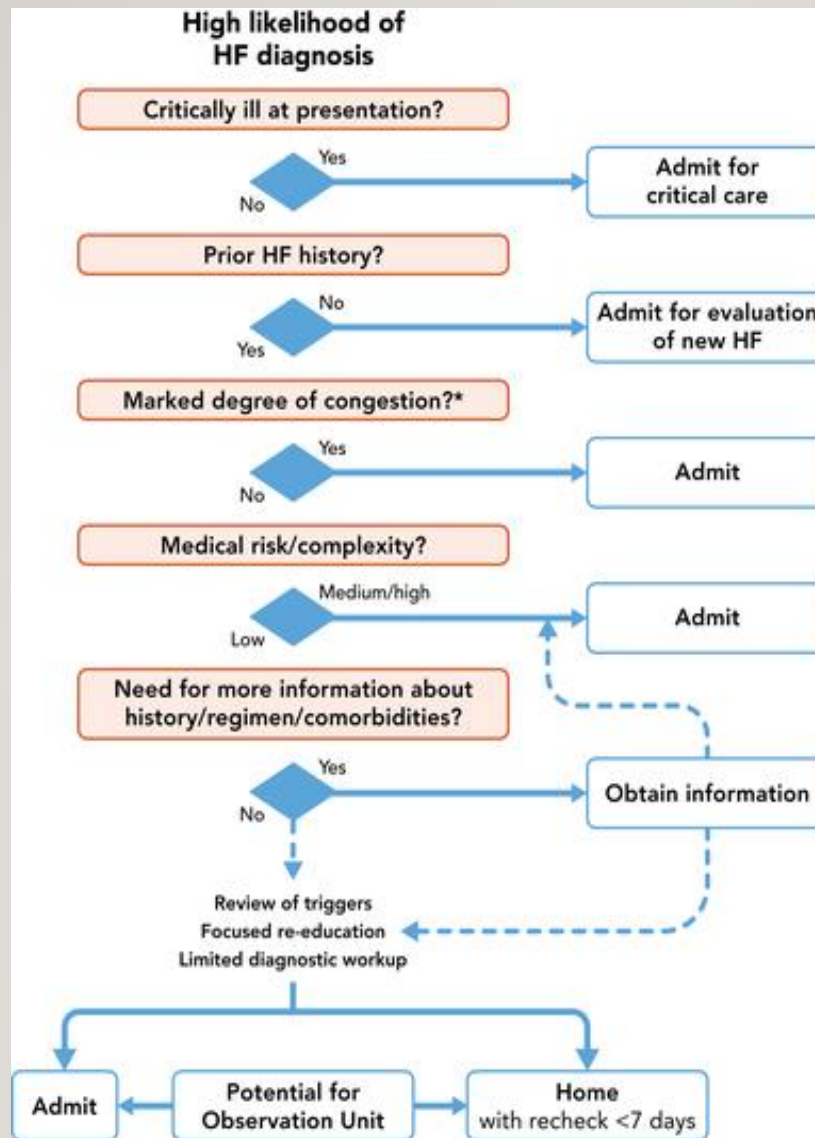 High likelihood of
HF diagnosis
Critically ill at presentation?
Yes
No
Admit for
critical care
Prior HF history?
No
Yes
Admit for evaluation
of new HF
Marked degree of congestion?*
Yes
No
Admit
Medical risk/complexity?
Medium/high
Low
Admit
Need for more information about
history/regimen/comorbidities?
Yes
No
Obtain information
Review of triggers
Focused re-education
Limited diagnostic workup
Admit
Potential for
Observation Unit
Home
with recheck <7 days